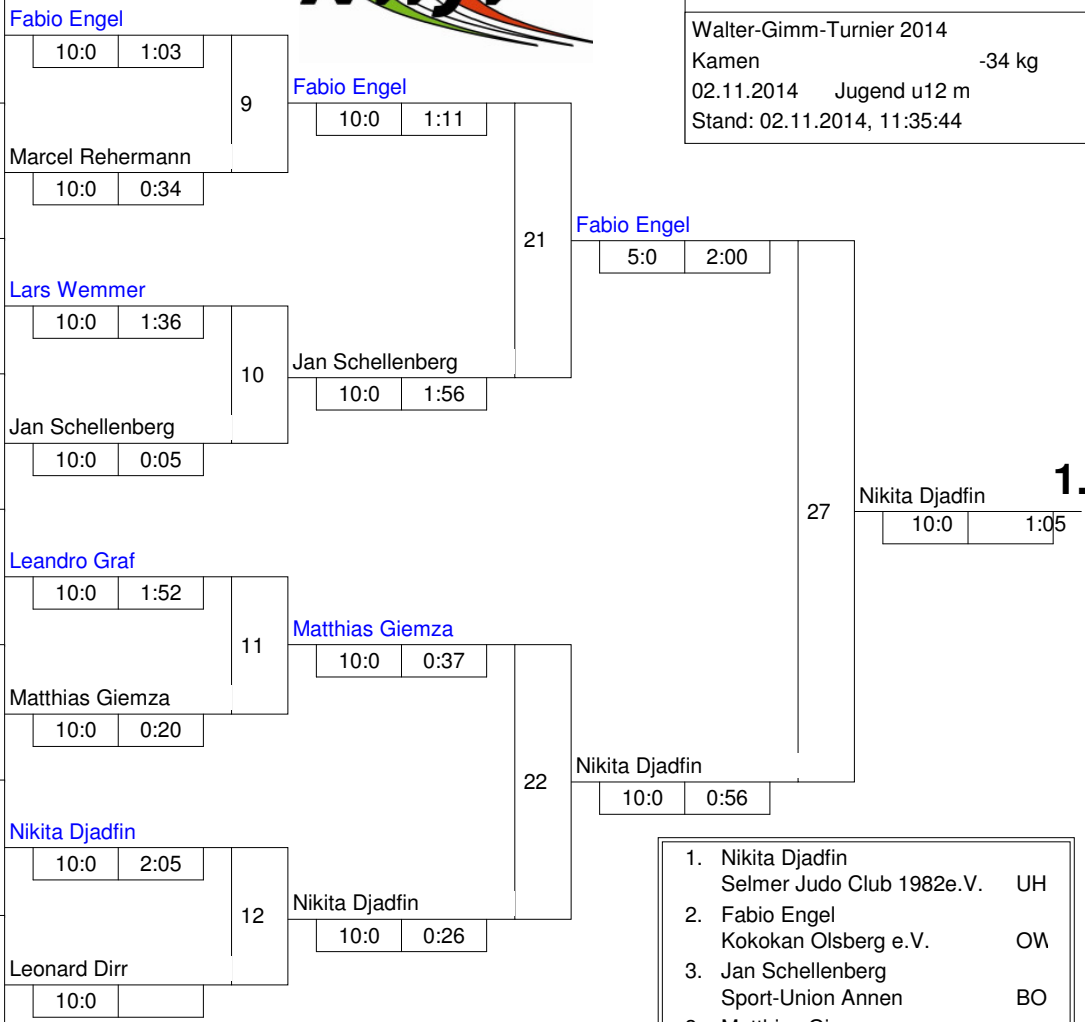 Walter-Gimm-Turnier 2014
Kamen -34 kg
02.11.2014 Jugend u12 m
Stand: 02.11.2014, 11:35:44
Fabio Engel
10:0 1:03
9
Marcel Rehermann
10:0 0:34
Lars Wemmer
10:0 1:36
10
Jan Schellenberg
10:0 0:05
Leandro Graf
10:0 1:52
11
Matthias Giemza
10:0 0:20
Nikita Djadfin
10:0 2:05
12
Leonard Dirr
10:0
Fabio Engel
10:0 1:11
21
Jan Schellenberg
10:0 1:56
Matthias Giemza
10:0 0:37
22
Nikita Djadfin
10:0 0:26
Fabio Engel
5:0 2:00
27
Nikita Djadfin
10:0 0:56
Nikita Djadfin 1.
10:0 1:05
1. Nikita Djadfin
Selmer Judo Club 1982e.V. UH
2. Fabio Engel
Kokokan Olsberg e.V. OW
3. Jan Schellenberg
Sport-Union Annen BO